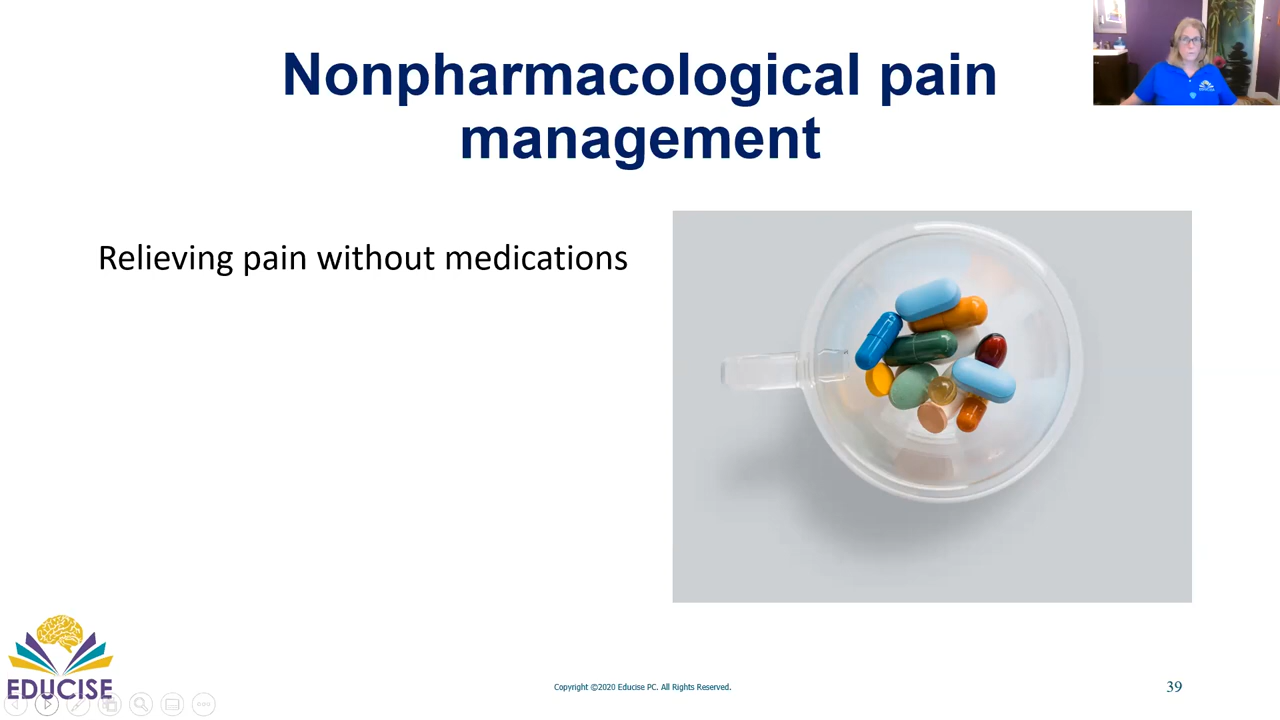 Nonpharmacological pain
management
Relieving pain without medications
EDUCISE
Copyright ©2020 Educise PC. All Rights Reserved.
39